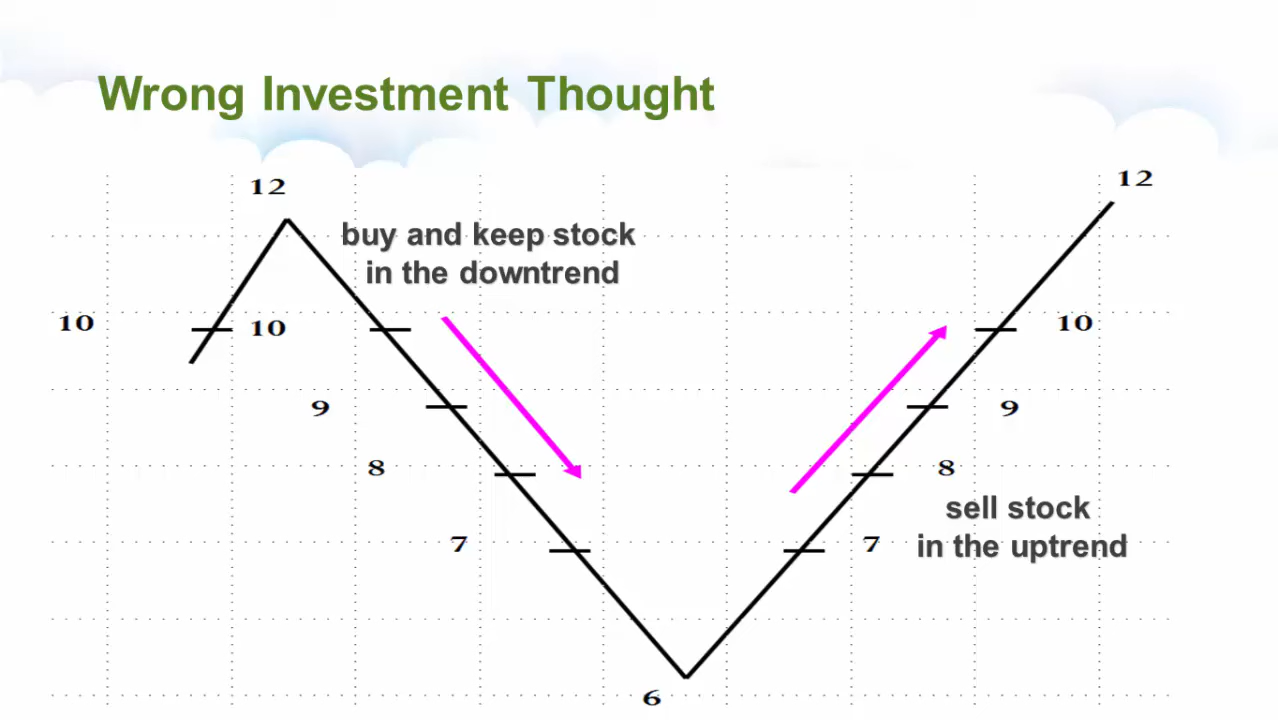 Wrong Investment Thought
12
12
buy and keep stock
in the downtrend
10
10
10
9
9
8
8
sell stock
in the uptrend
7
7
6